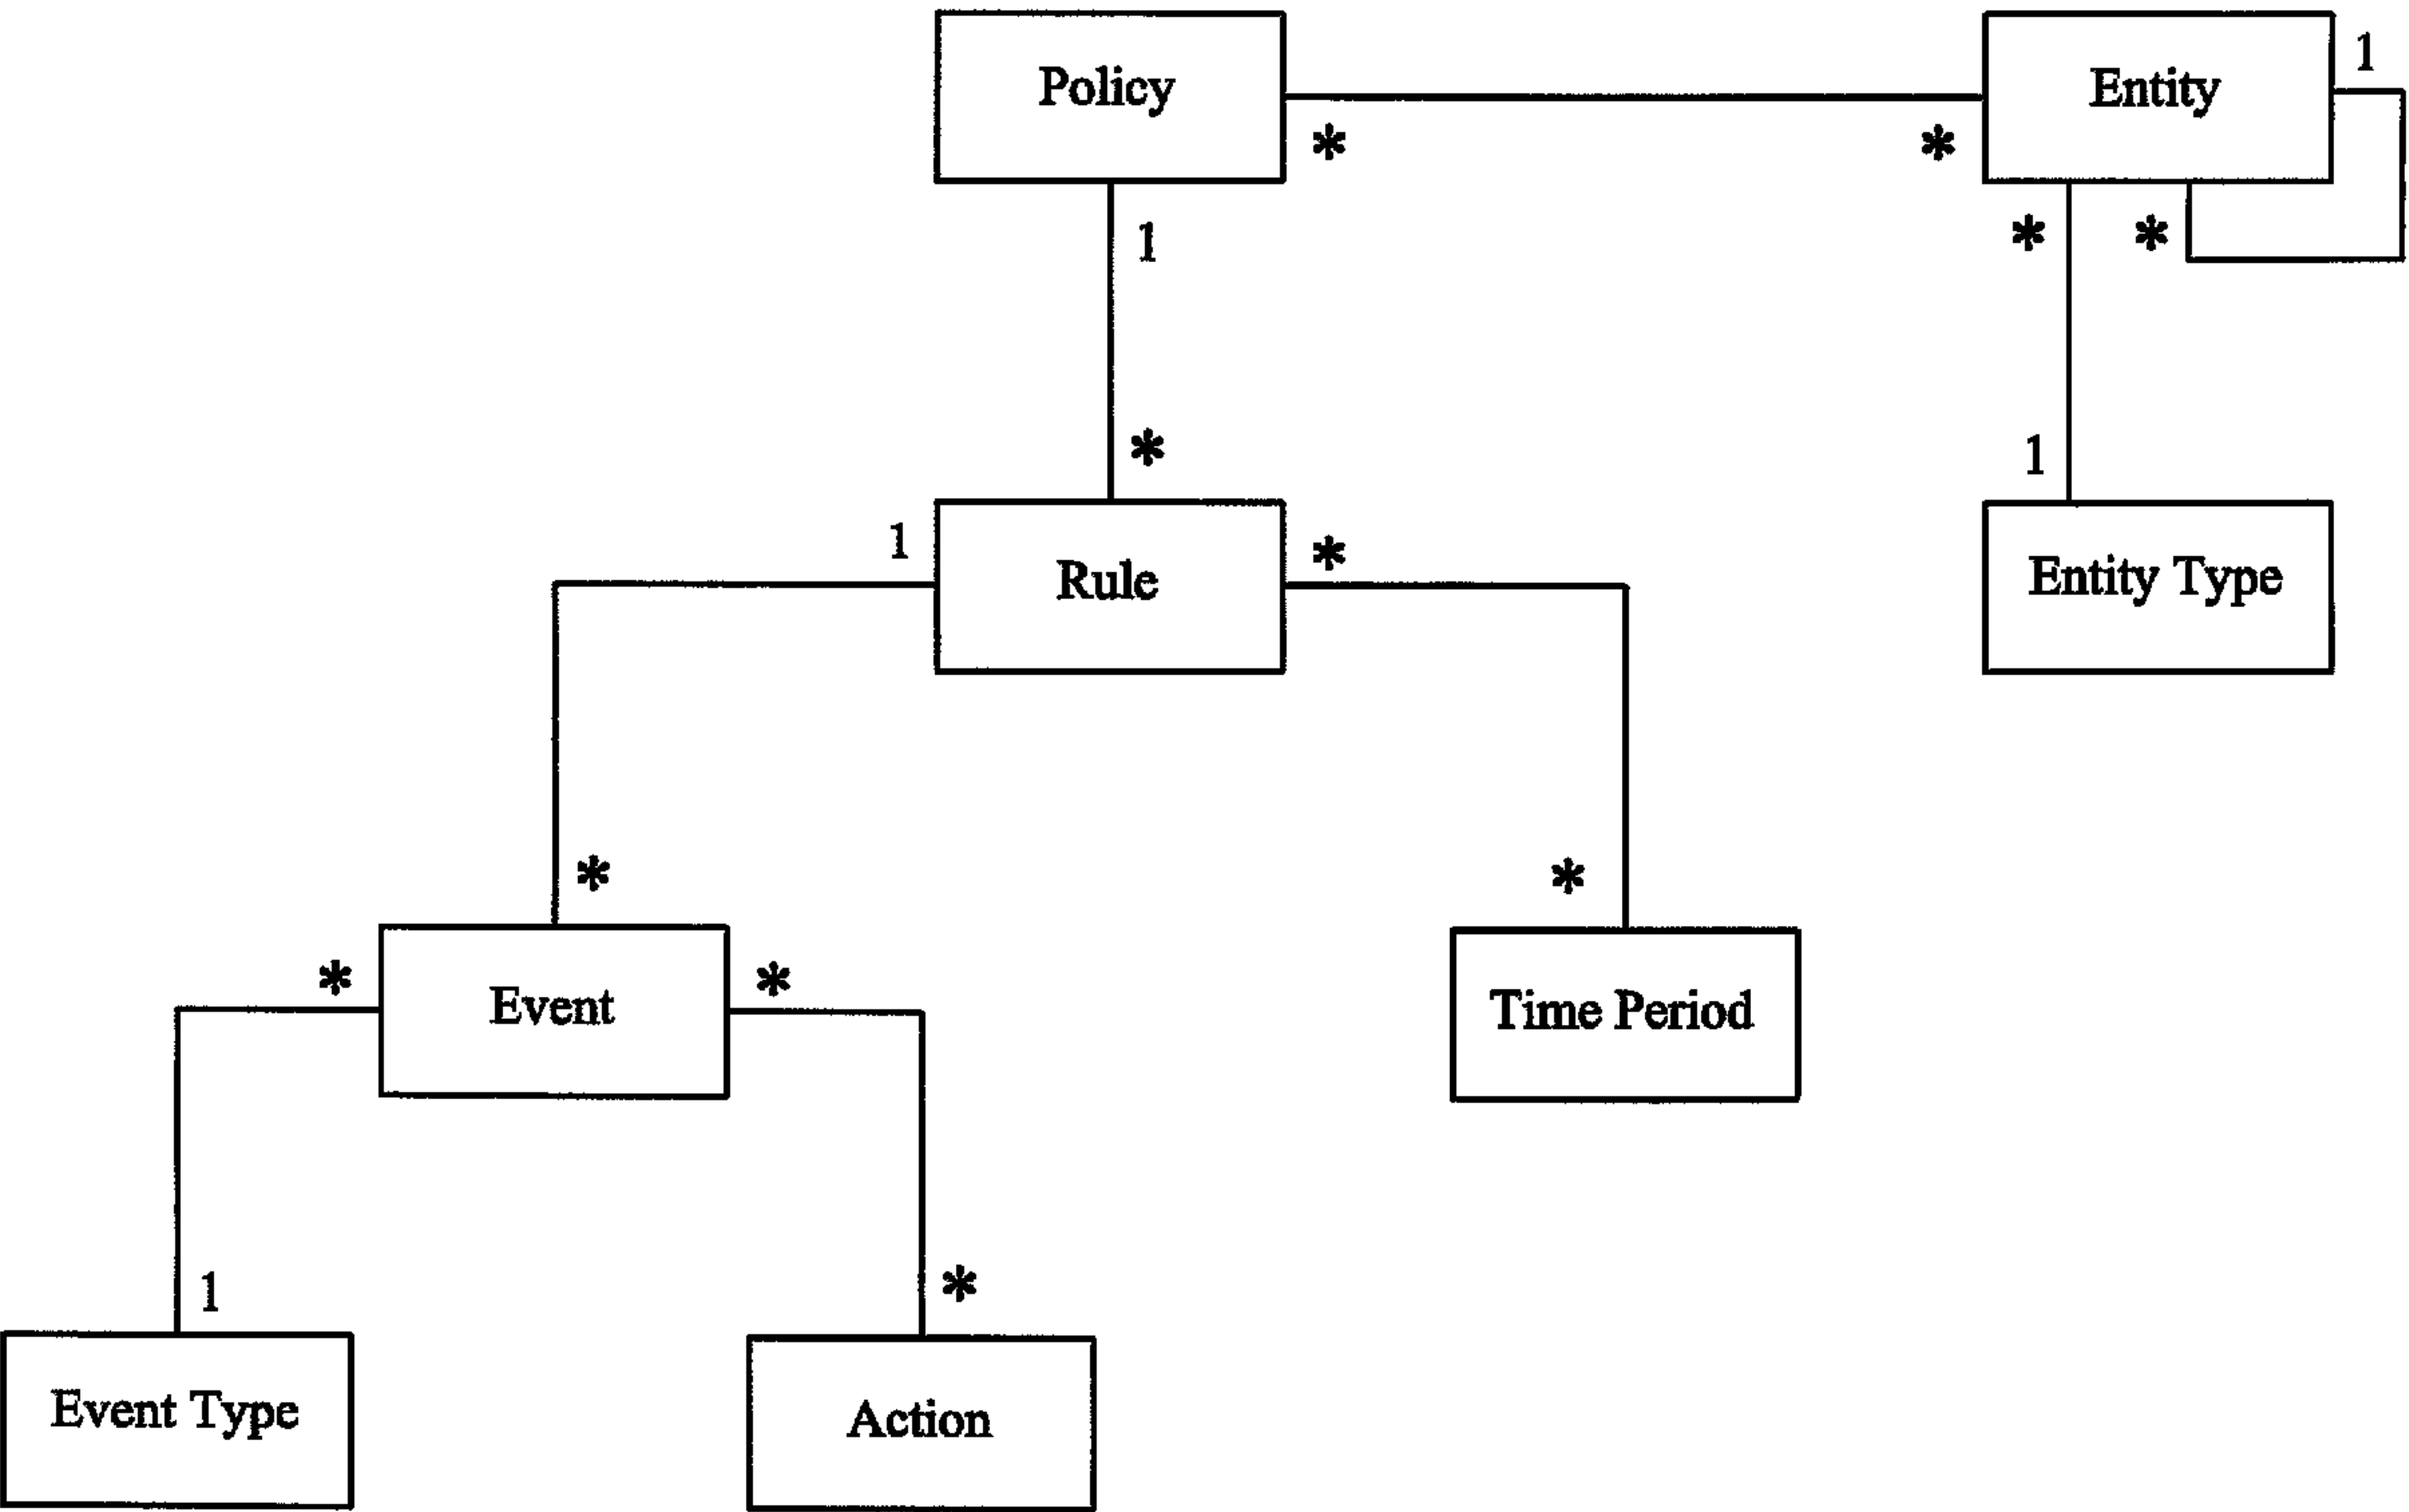 Policy
Entity
1
*
*
1
*
*
*
1
1
*
Rule
Entity Type
*
*
*
*
Event
Time Period
1
*
Event Type
Action